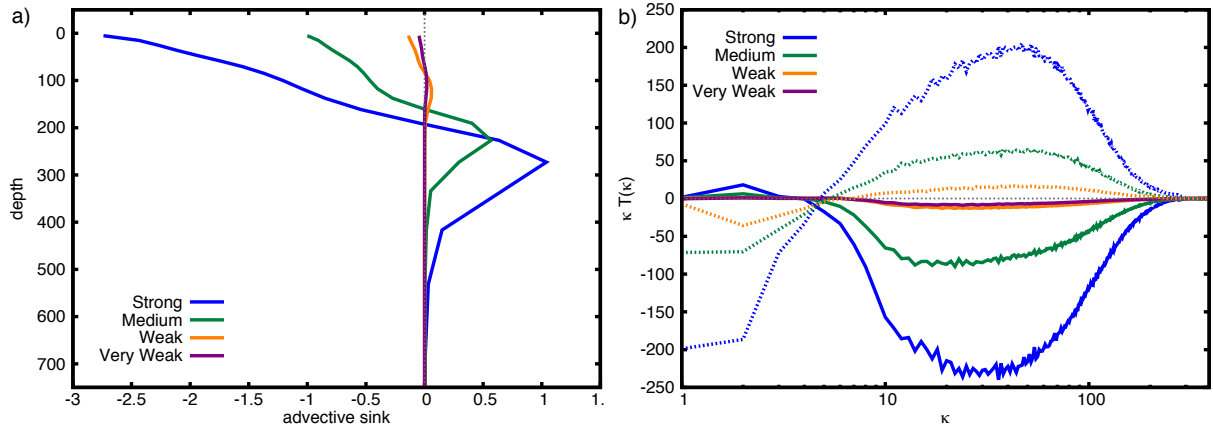 a)
0
100
200
300
400
500
600
700
depth
Strong
Medium
Weak
Very Weak
-3 -2.5 -2 -1.5 -1 -0.5 0 0.5 1 1.
advective sink
b)
250
200
150
100
50
0
-50
-100
-150
-200
-250
κ T(κ)
Strong
Medium
Weak
Very Weak
1 10 100
κ